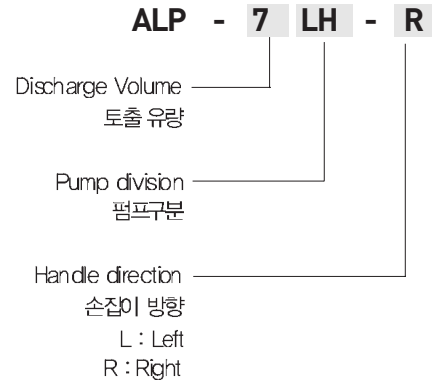 ALP - 7 LH - R
Discharge Volume
토출 유량
Pump division
펌프구분
Handle direction
손잡이 방향
L : Left
R : Right